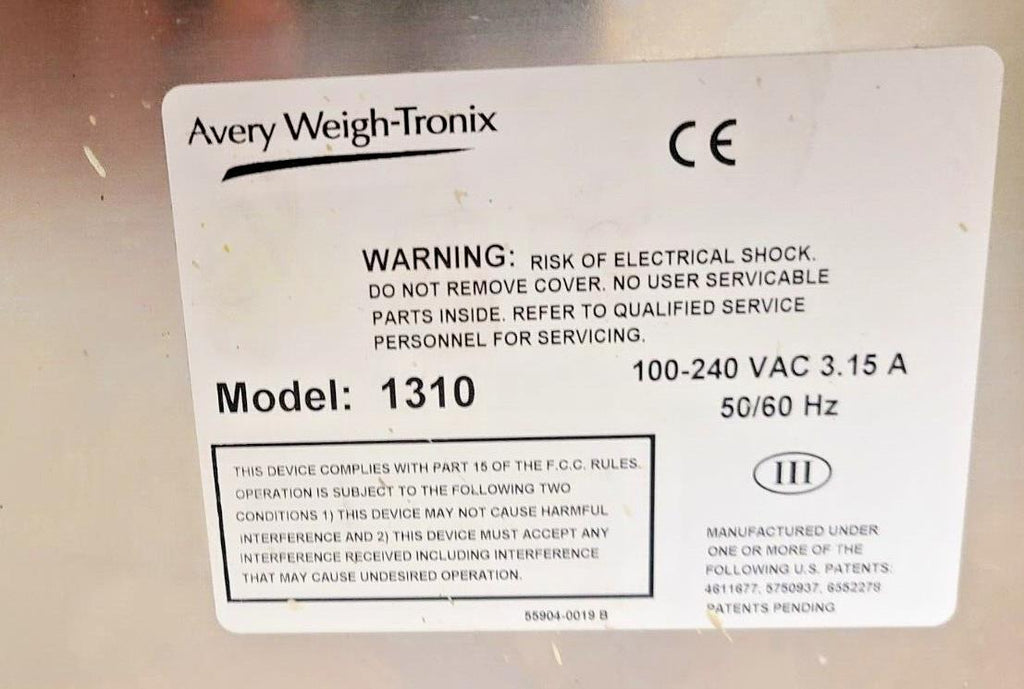 Avery Weigh-Tronix
CE
WARNING: RISK OF ELECTRICAL SHOCK.
DO NOT REMOVE COVER. NO USER SERVICABLE
PARTS INSIDE. REFER TO QUALIFIED SERVICE
PERSONNEL FOR SERVICING.
Model: 1310
100-240 VAC 3.15 A
50/60 Hz
THIS DEVICE COMPLIES WITH PART 15 OF THE F.C.C. RULES.
OPERATION IS SUBJECT TO THE FOLLOWING TWO
CONDITIONS 1) THIS DEVICE MAY NOT CAUSE HARMFUL
INTERFERENCE AND 2) THIS DEVICE MUST ACCEPT ANY
INTERFERENCE RECEIVED INCLUDING INTERFERENCE
THAT MAY CAUSE UNDESIRED OPERATION.
55904-0019 B
III
MANUFACTURED UNDER
ONE OR MORE OF THE
FOLLOWING U.S. PATENTS:
4611677, 5750937, 6552278
PATENTS PENDING